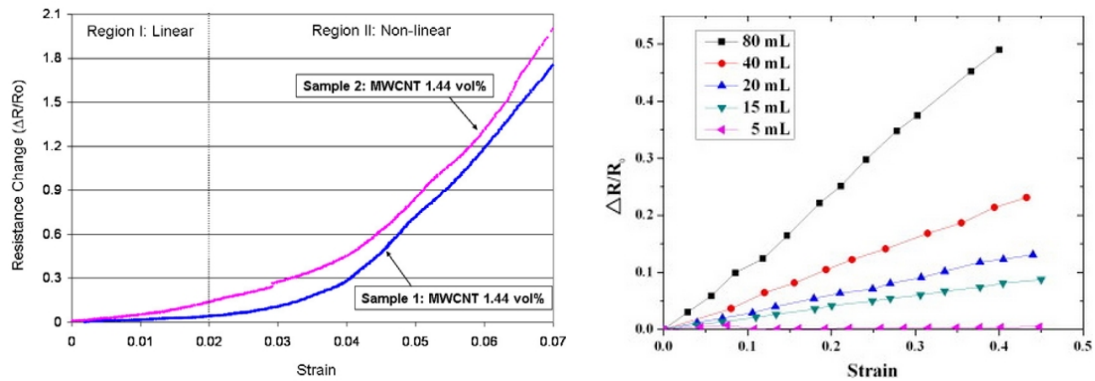 2.1
Region I: Linear
Region II: Non-linear
1.8
Sample 2: MWCNT 1.44 vol%
1.5
1.2
0.9
0.6
0.3
Sample 1: MWCNT 1.44 vol%
0
0 0.01 0.02 0.03 0.04 0.05 0.06 0.07
Strain
Resistance Change (ΔR/Ro)
80 mL
40 mL
20 mL
15 mL
5 mL
0.5
0.4
0.3
0.2
0.1
0.0
0.0 0.1 0.2 0.3 0.4 0.5
Strain
△R/R₀